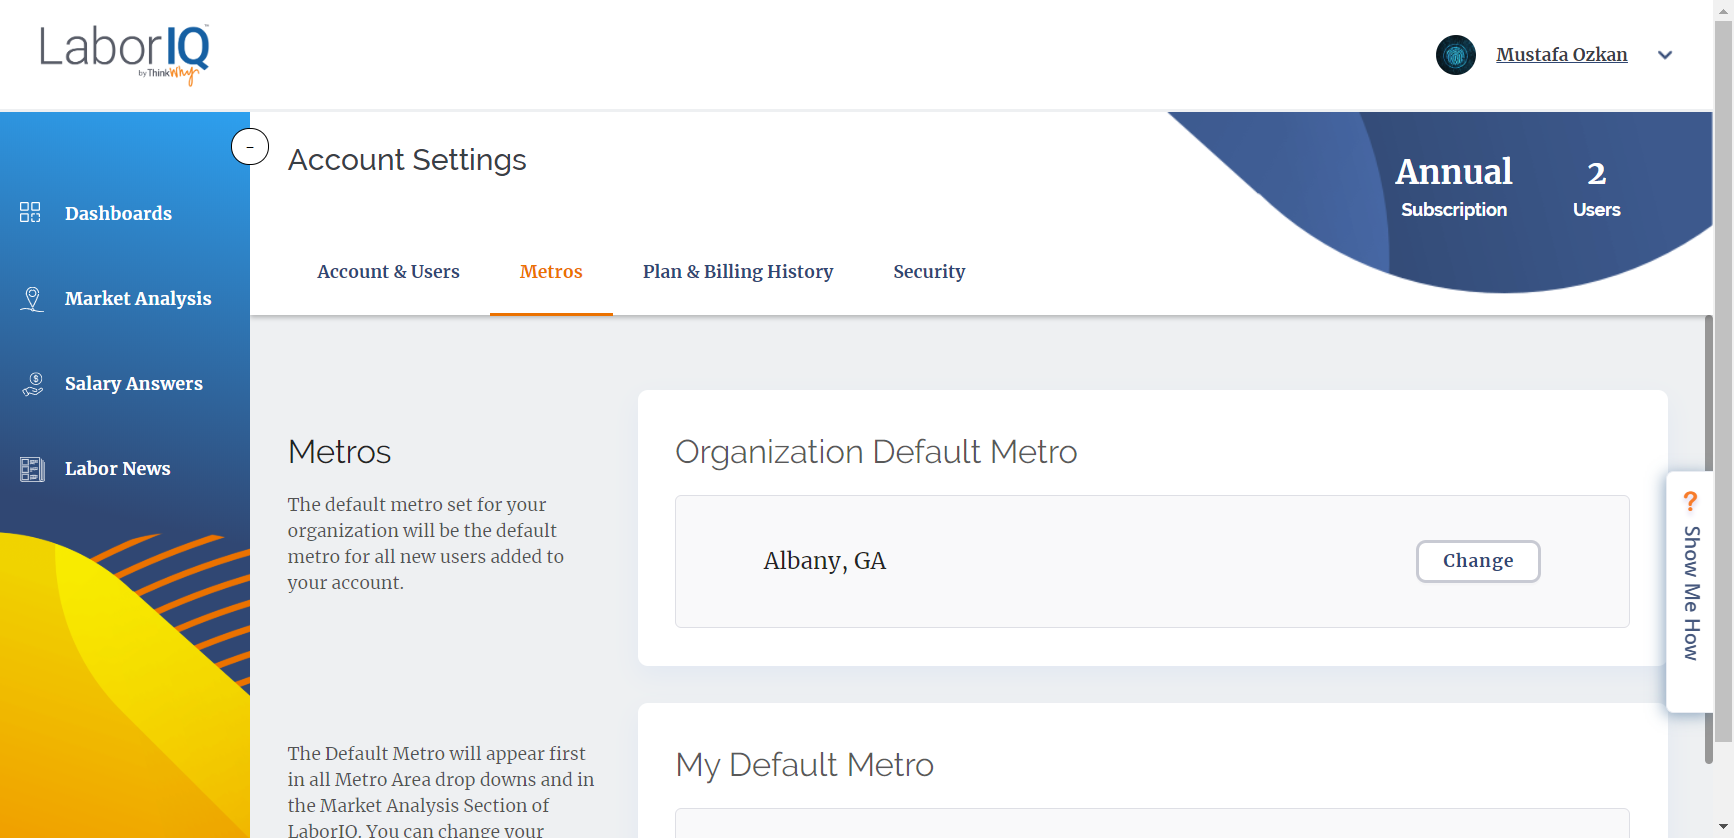 LaborIQ
by ThinkWhy
™
Mustafa Ozkan
-
Account Settings
Annual
Subscription
2
Users
Dashboards
Market Analysis
Salary Answers
Labor News
Account & Users
Metros
Plan & Billing History
Security
Metros
The default metro set for your
organization will be the default
metro for all new users added to
your account.
Organization Default Metro
Albany, GA
Change
? Show Me How
The Default Metro will appear first
in all Metro Area drop downs and in
the Market Analysis Section of
LaborIQ. You can change your
My Default Metro